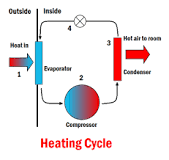 Outside Inside
4
Heat in
Hot air to room
3
1
Evaporator
2
Condenser
Compressor
Heating Cycle